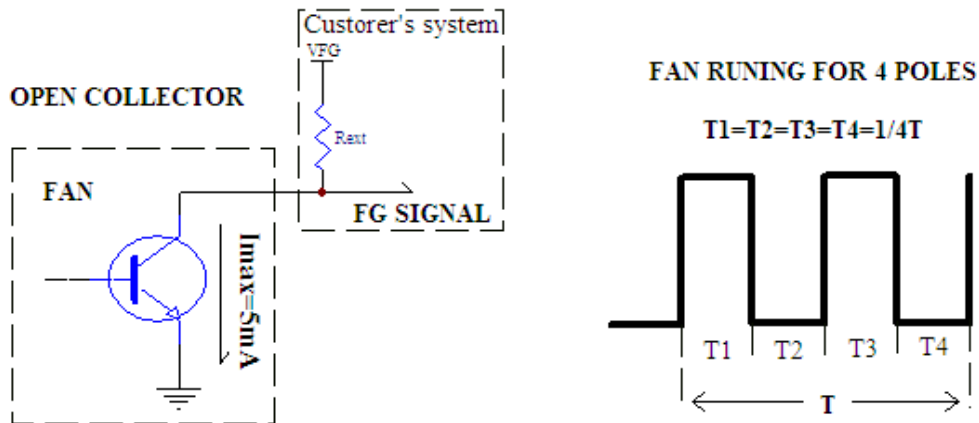 Custorer's system
VFG
Rext
FG SIGNAL
OPEN COLLECTOR
FAN
Imax=5mA
FAN RUNING FOR 4 POLES
T1=T2=T3=T4=1/4T
T1 T2 T3 T4
T